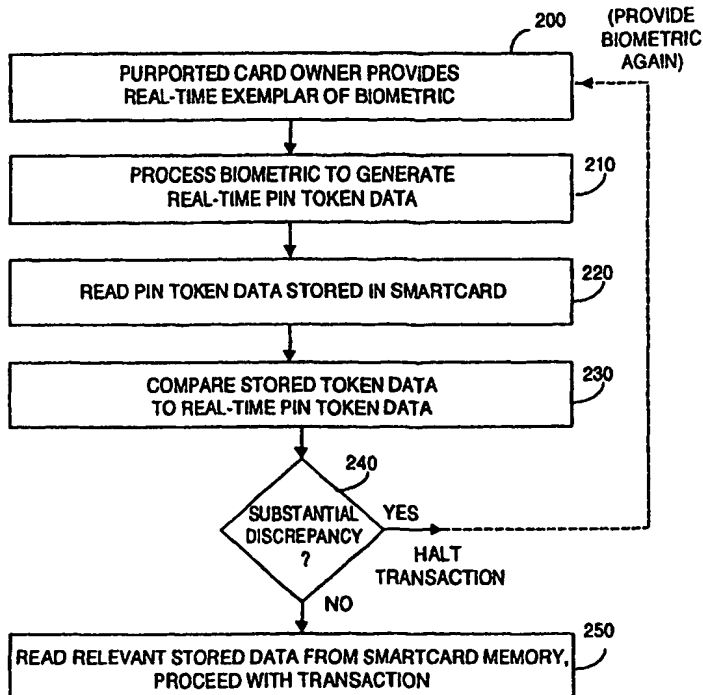 200
(PROVIDE
BIOMETRIC
AGAIN)
PURPORTED CARD OWNER PROVIDES
REAL-TIME EXEMPLAR OF BIOMETRIC
210
PROCESS BIOMETRIC TO GENERATE
REAL-TIME PIN TOKEN DATA
220
READ PIN TOKEN DATA STORED IN SMARTCARD
230
COMPARE STORED TOKEN DATA
TO REAL-TIME PIN TOKEN DATA
240
SUBSTANTIAL
DISCREPANCY
?
YES
HALT
TRANSACTION
NO
250
READ RELEVANT STORED DATA FROM SMARTCARD MEMORY,
PROCEED WITH TRANSACTION